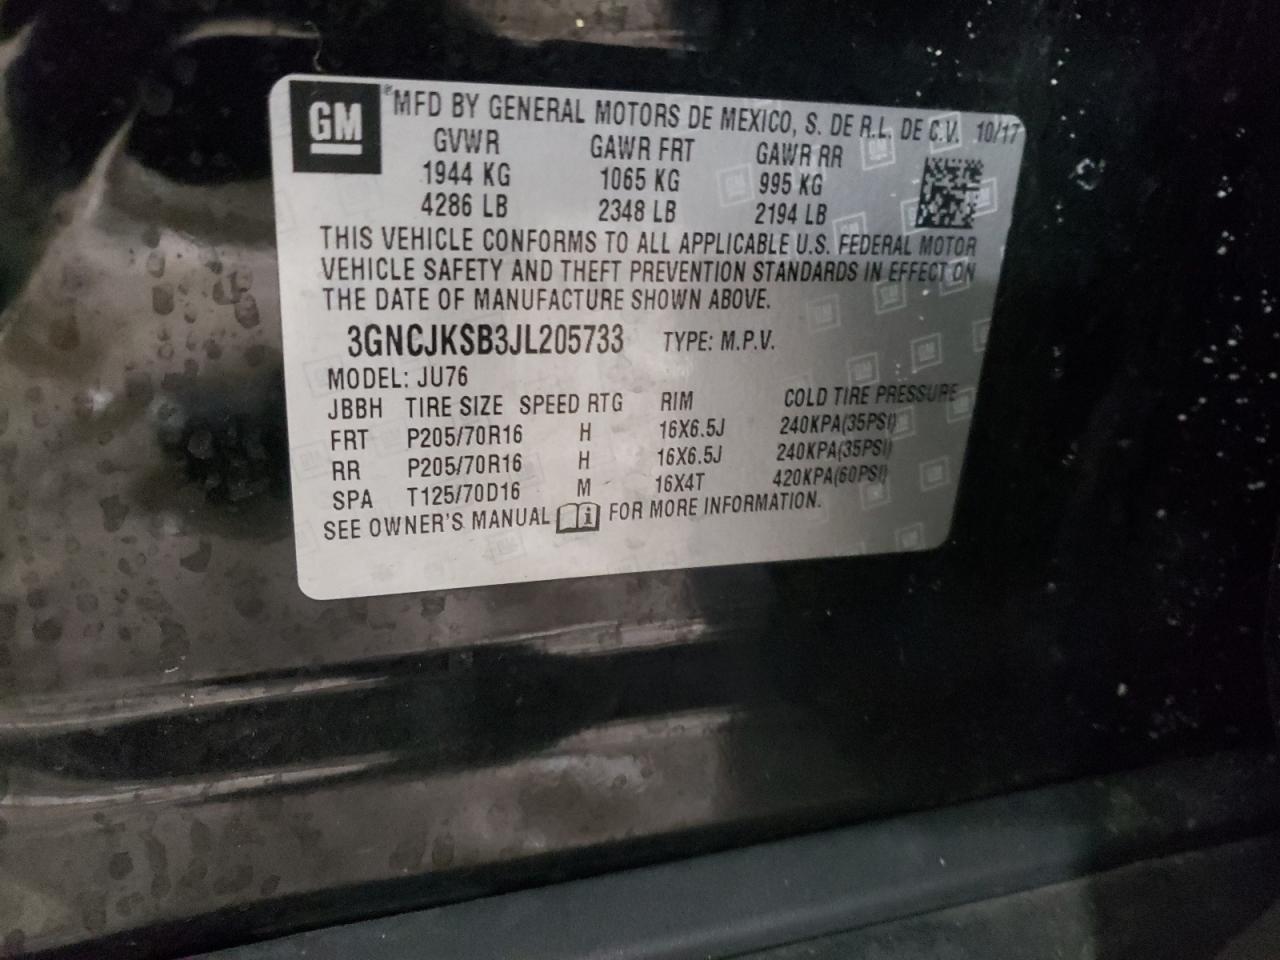 GM ® MFD BY GENERAL MOTORS DE MEXICO, S. DE R.L. DE C.V. 10/17
GVWR GAWR FRT GAWR RR
1944 KG 1065 KG 995 KG
4286 LB 2348 LB 2194 LB
THIS VEHICLE CONFORMS TO ALL APPLICABLE U.S. FEDERAL MOTOR
VEHICLE SAFETY AND THEFT PREVENTION STANDARDS IN EFFECT ON
THE DATE OF MANUFACTURE SHOWN ABOVE.
3GNCJKSB3JL205733 TYPE: M.P.V.
MODEL: JU76
JBBH TIRE SIZE SPEED RTG RIM COLD TIRE PRESSURE
FRT P205/70R16 H 16X6.5J 240KPA(35PSI)
RR P205/70R16 H 16X6.5J 240KPA(35PSI)
SPA T125/70D16 M 16X4T 420KPA(60PSI)
SEE OWNER'S MANUAL i FOR MORE INFORMATION.